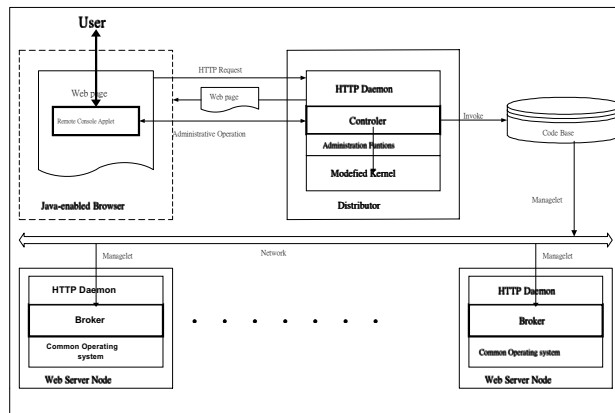 User
HTTP Request
Web page
Web page
HTTP Daemon
Remote Console Applet
Controler
Invoke
Code Base
Administrative Operation
Administration Funtions
Modefied Kernel
Java-enabled Browser
Distributor
Managelet
Network
Managelet
Managelet
HTTP Daemon
HTTP Daemon
Broker
Broker
Common Operating
system
Common Operating system
Web Server Node
Web Server Node